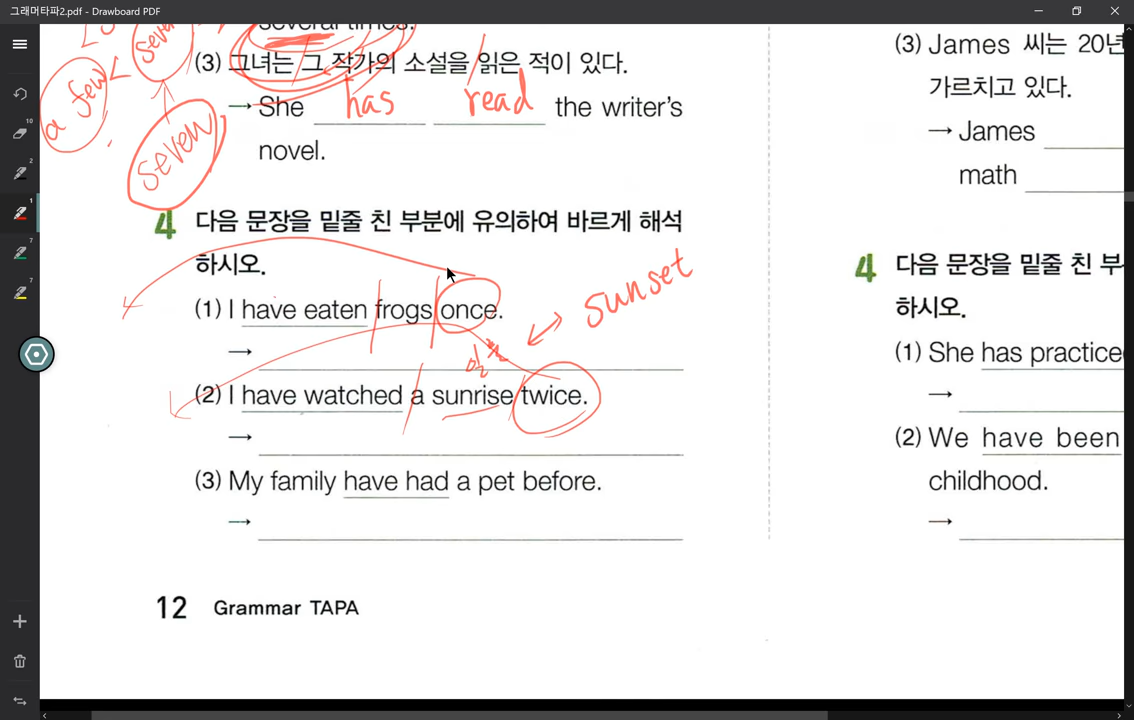 그래머타파2.pdf - Drawboard PDF
several times.
seven
a few
(3) 그녀는 그 작가의 소설을 읽은 적이 있다.
→ She has read the writer's
novel.
seven
4 다음 문장을 밑줄 친 부분에 유의하여 바르게 해석
하시오.
(1) I have eaten frogs once.
→
sunset
(2) I have watched a sunrise twice.
→
(3) My family have had a pet before.
→
12 Grammar TAPA
(3) James 씨는 20년
가르치고 있다.
→ James
math
4 다음 문장을 밑줄 친 부
하시오.
(1) She has practice
→
(2) We have been
childhood.
→
10
2
1
7
7